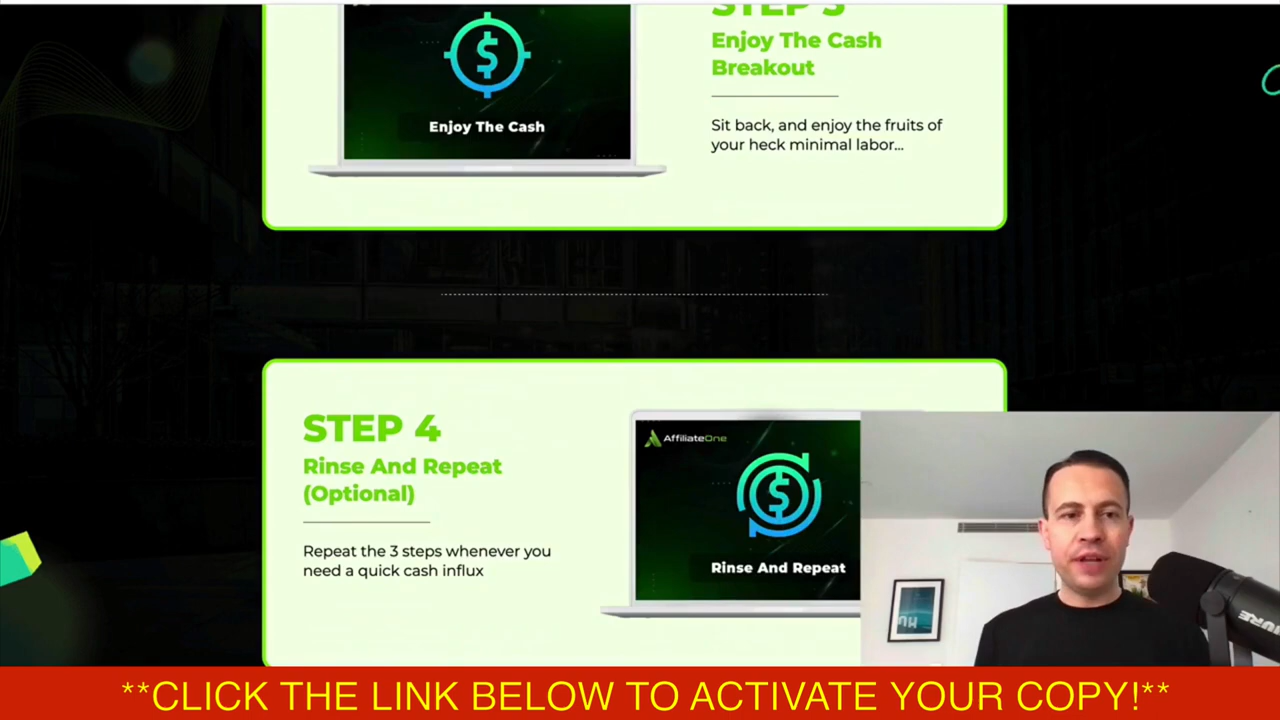 STEP 3
Enjoy The Cash
Breakout
Enjoy The Cash
Sit back, and enjoy the fruits of
your heck minimal labor...
STEP 4
Rinse And Repeat
(Optional)
Repeat the 3 steps whenever you
need a quick cash influx
AffiliateOne
Rinse And Repeat
**CLICK THE LINK BELOW TO ACTIVATE YOUR COPY!**